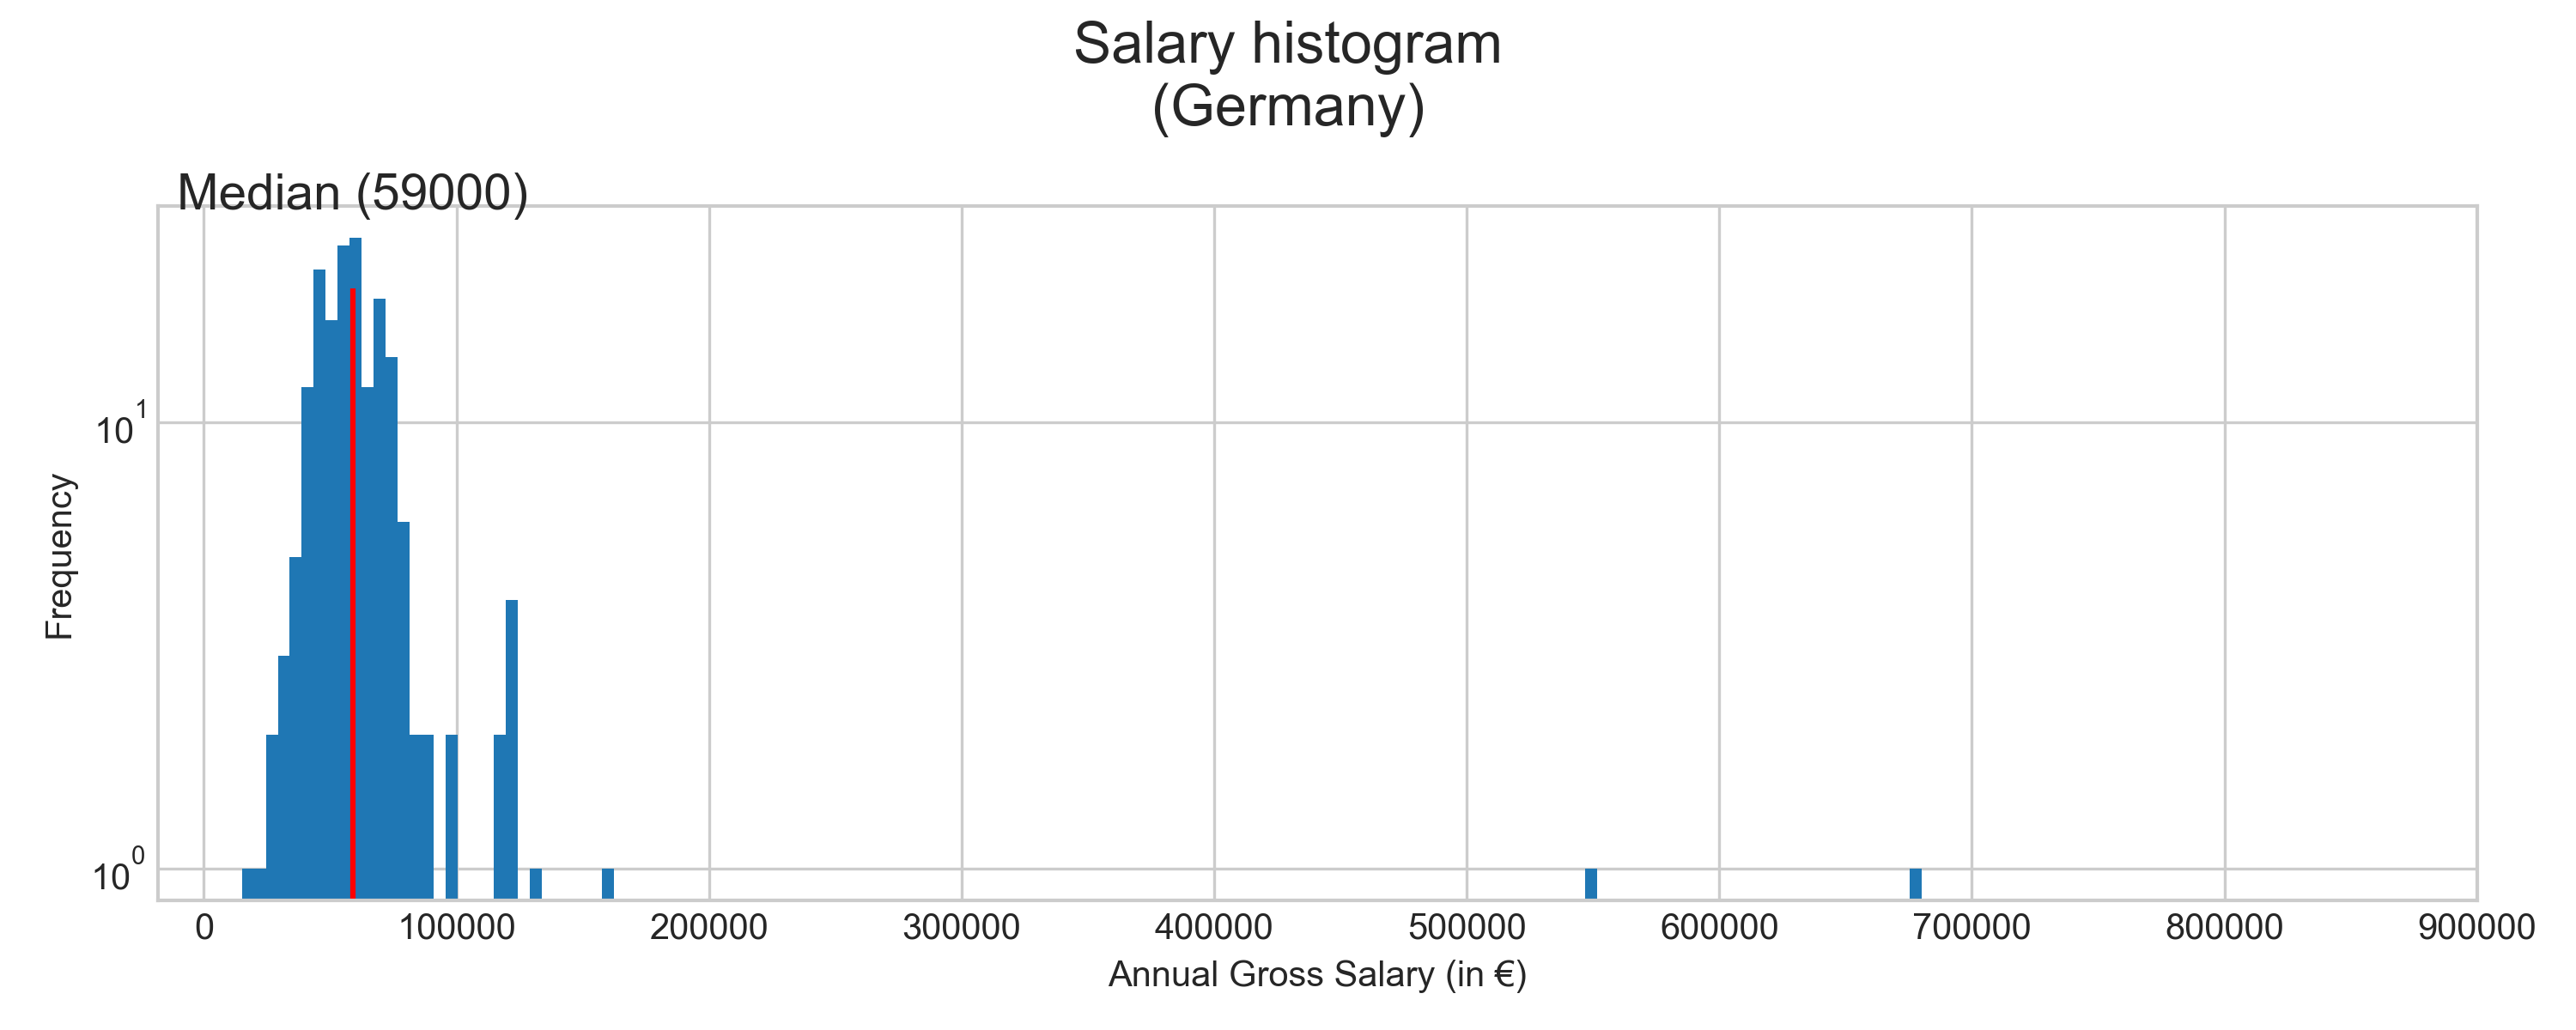 Salary histogram
(Germany)
Median (59000)
10^1
10^0
Frequency
0 100000 200000 300000 400000 500000 600000 700000 800000 900000
Annual Gross Salary (in €)